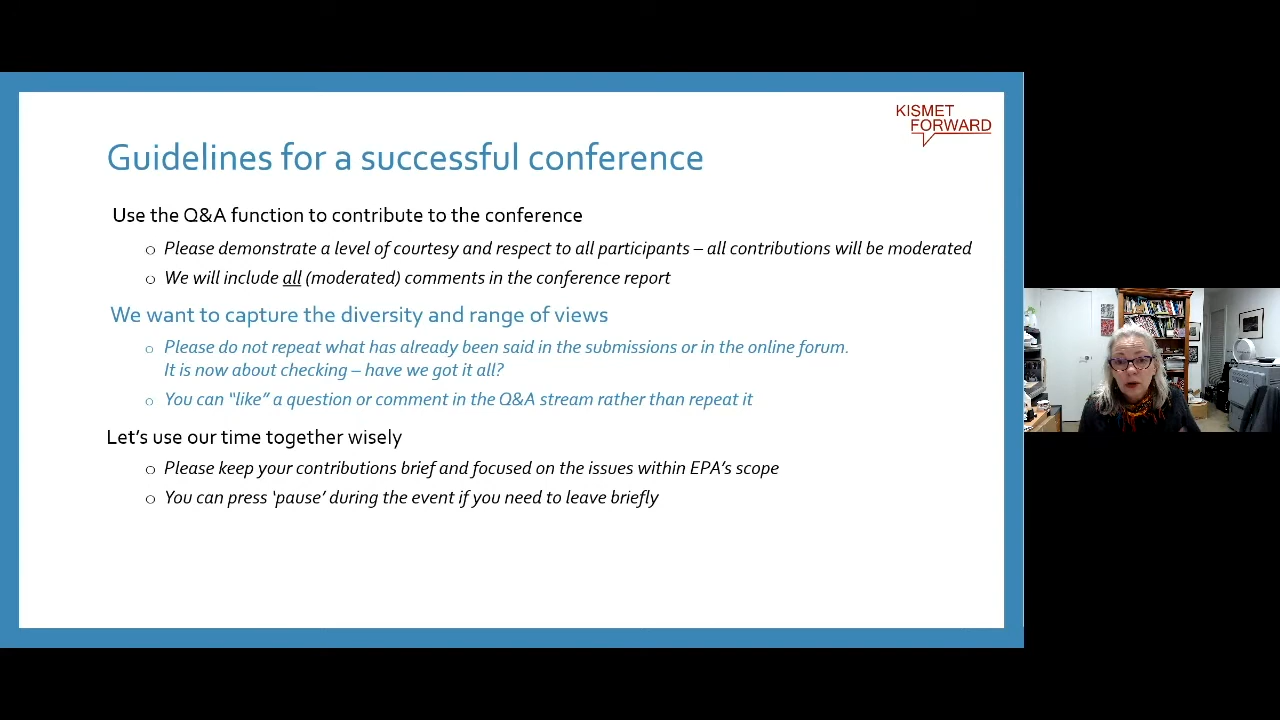 KISMET
FORWARD
Guidelines for a successful conference
Use the Q&A function to contribute to the conference
o Please demonstrate a level of courtesy and respect to all participants – all contributions will be moderated
o We will include all (moderated) comments in the conference report
We want to capture the diversity and range of views
o Please do not repeat what has already been said in the submissions or in the online forum.
It is now about checking – have we got it all?
o You can “like” a question or comment in the Q&A stream rather than repeat it
Let’s use our time together wisely
o Please keep your contributions brief and focused on the issues within EPA’s scope
o You can press ‘pause’ during the event if you need to leave briefly